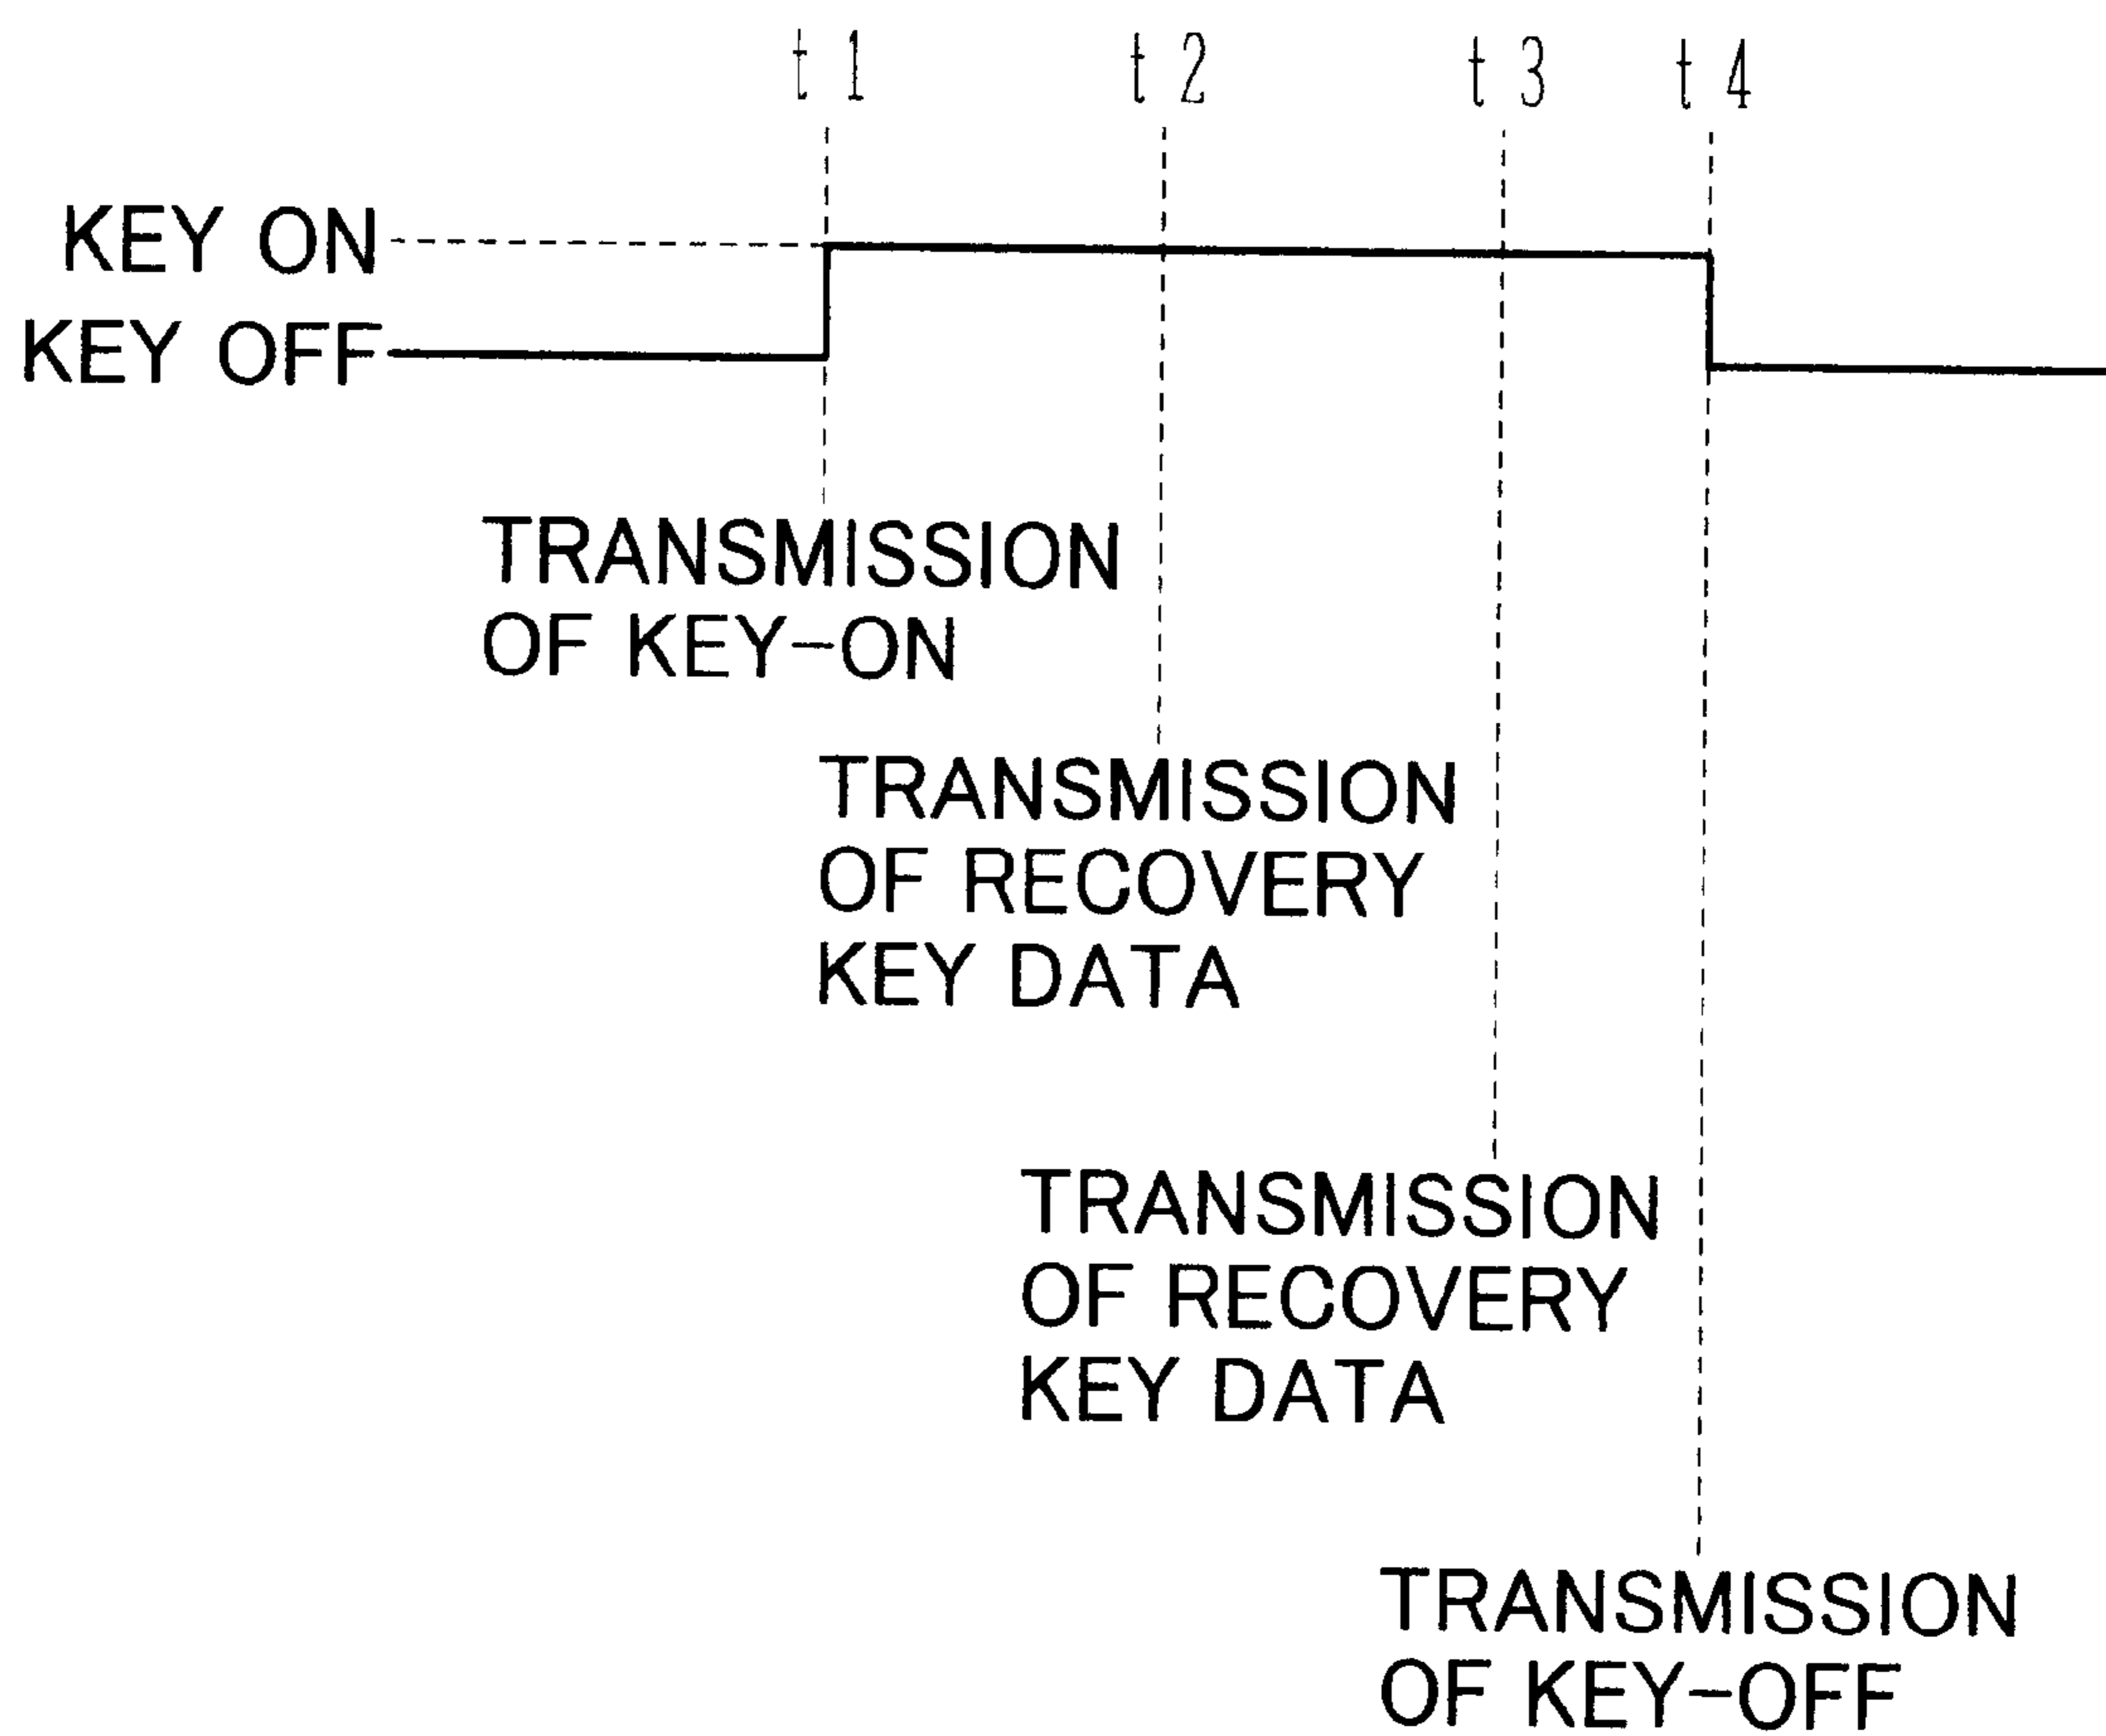 t1 t2 t3 t4
KEY ON
KEY OFF
TRANSMISSION
OF KEY-ON
TRANSMISSION
OF RECOVERY
KEY DATA
TRANSMISSION
OF RECOVERY
KEY DATA
TRANSMISSION
OF KEY-OFF